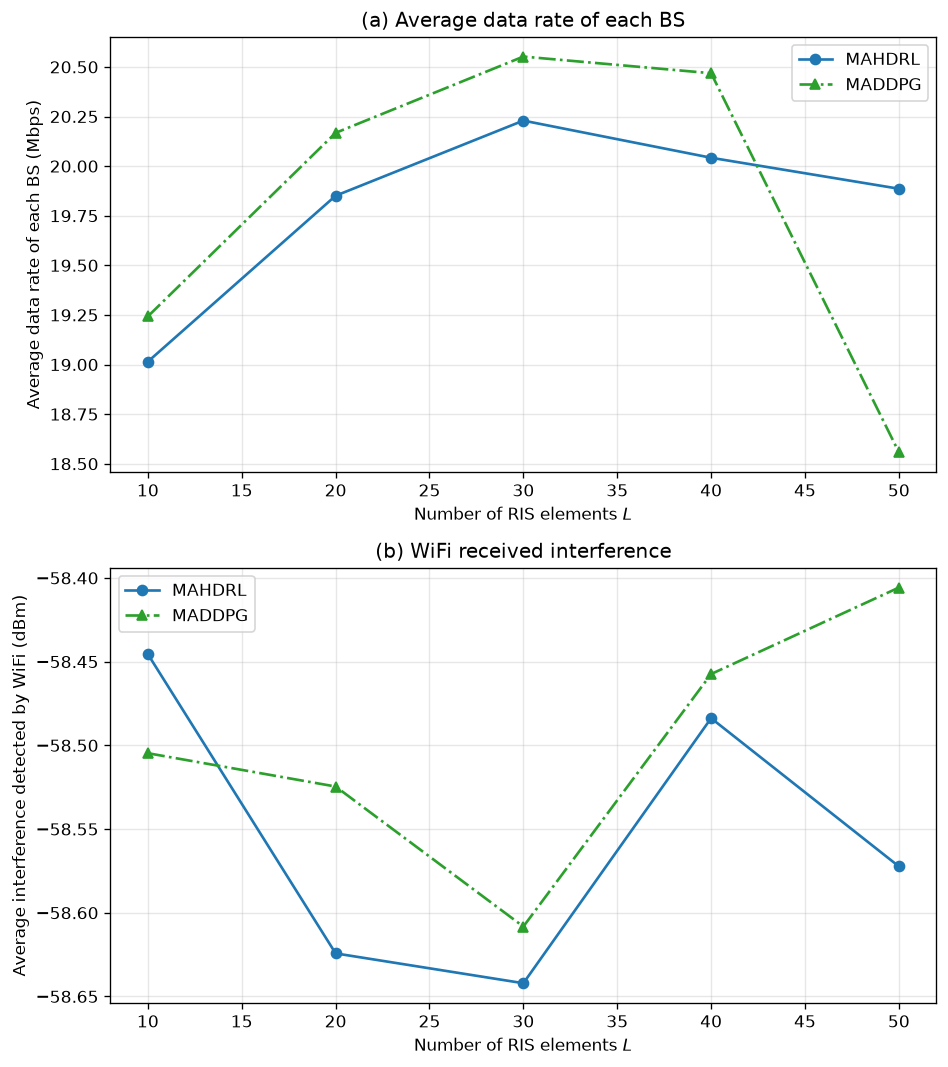 (a) Average data rate of each BS
Average data rate of each BS (Mbps)
20.50
20.25
20.00
19.75
19.50
19.25
19.00
18.75
18.50
MAHDRL
MADDPG
10 15 20 25 30 35 40 45 50
Number of RIS elements L
(b) WiFi received interference
Average interference detected by WiFi (dBm)
−58.40
−58.45
−58.50
−58.55
−58.60
−58.65
MAHDRL
MADDPG
10 15 20 25 30 35 40 45 50
Number of RIS elements L